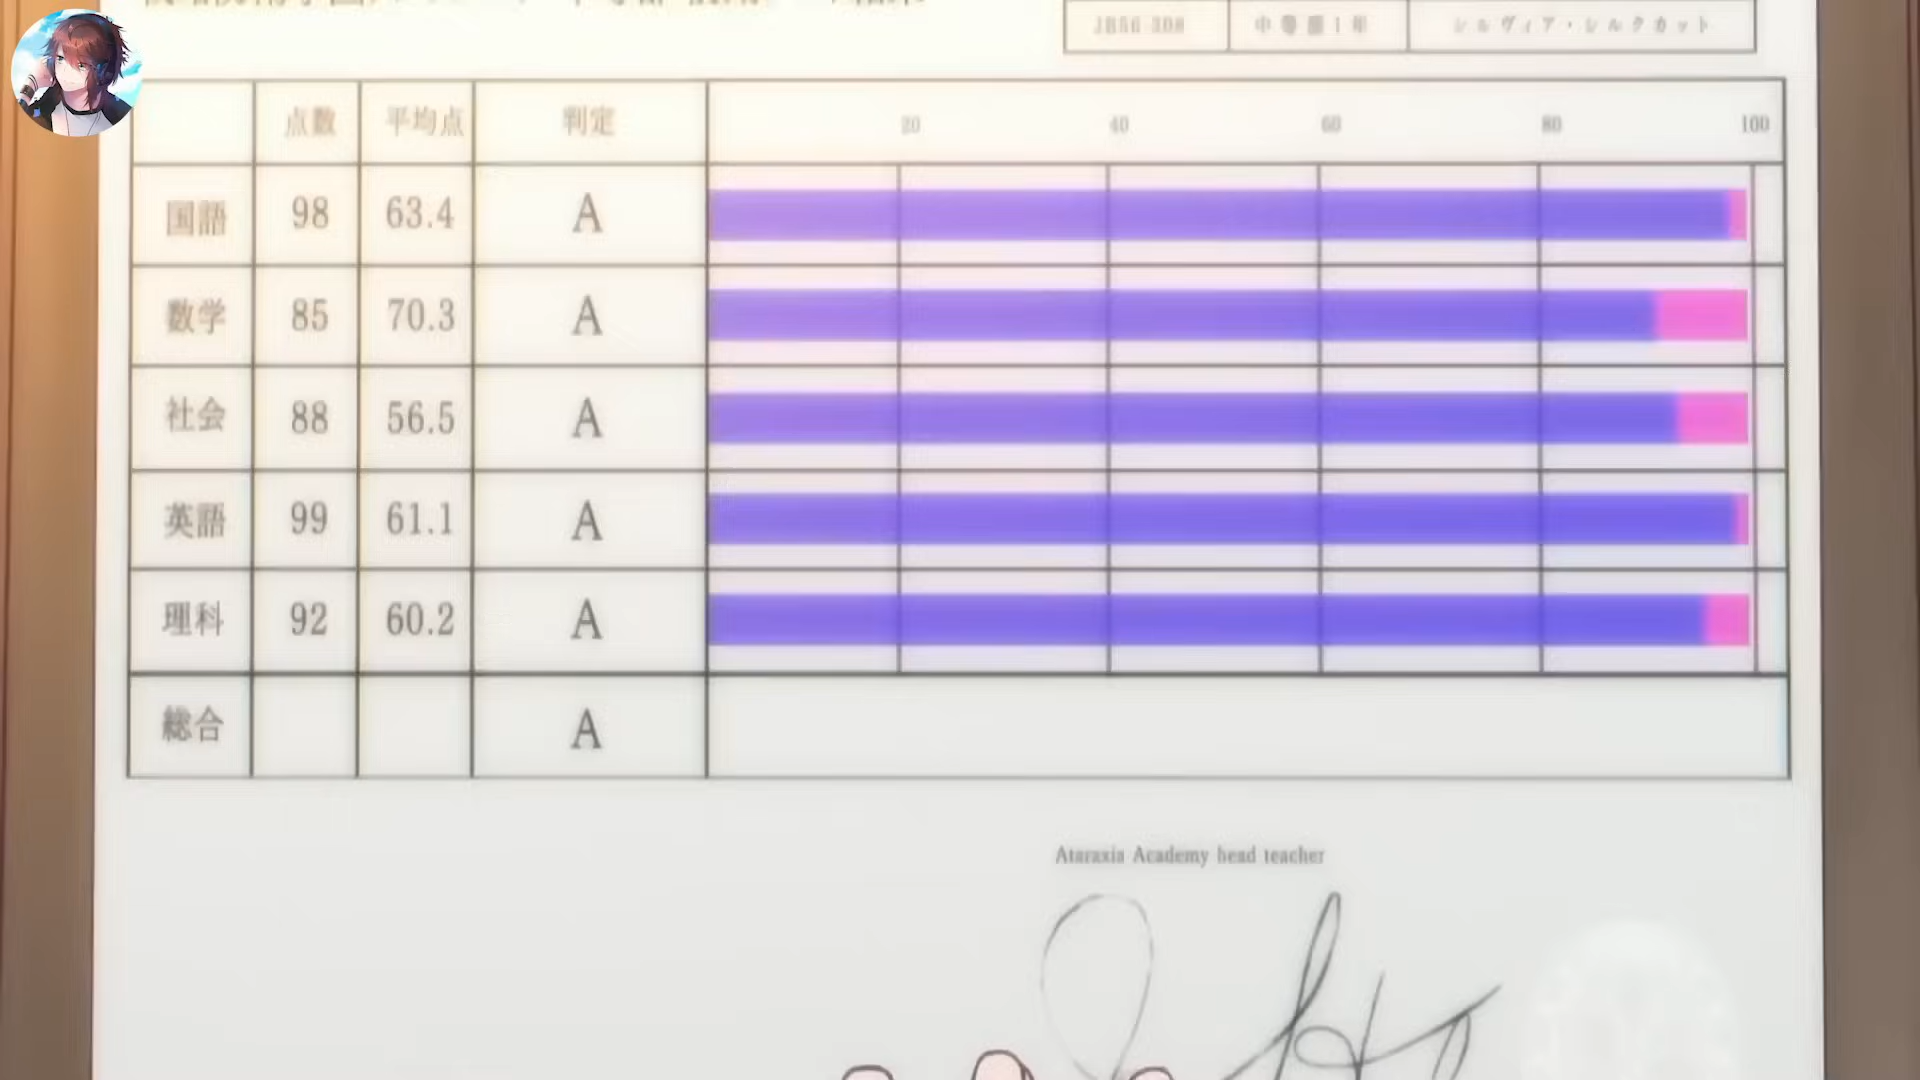 JB56-308 中等部1年 シルヴィア・シルクカット
点数 平均点 判定 20 40 60 80 100
国語 98 63.4 A
数学 85 70.3 A
社会 88 56.5 A
英語 99 61.1 A
理科 92 60.2 A
総合 A
Ataraxia Academy head teacher